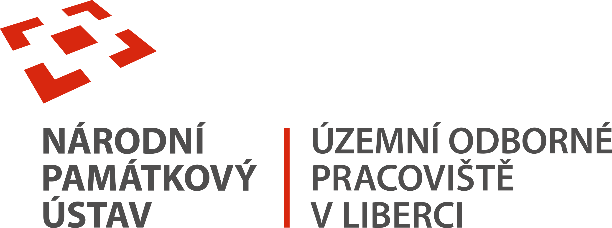 NÁRODNÍ
PAMÁTKOVÝ
ÚSTAV
ÚZEMNÍ ODBORNÉ
PRACOVIŠTĚ
V LIBERCI